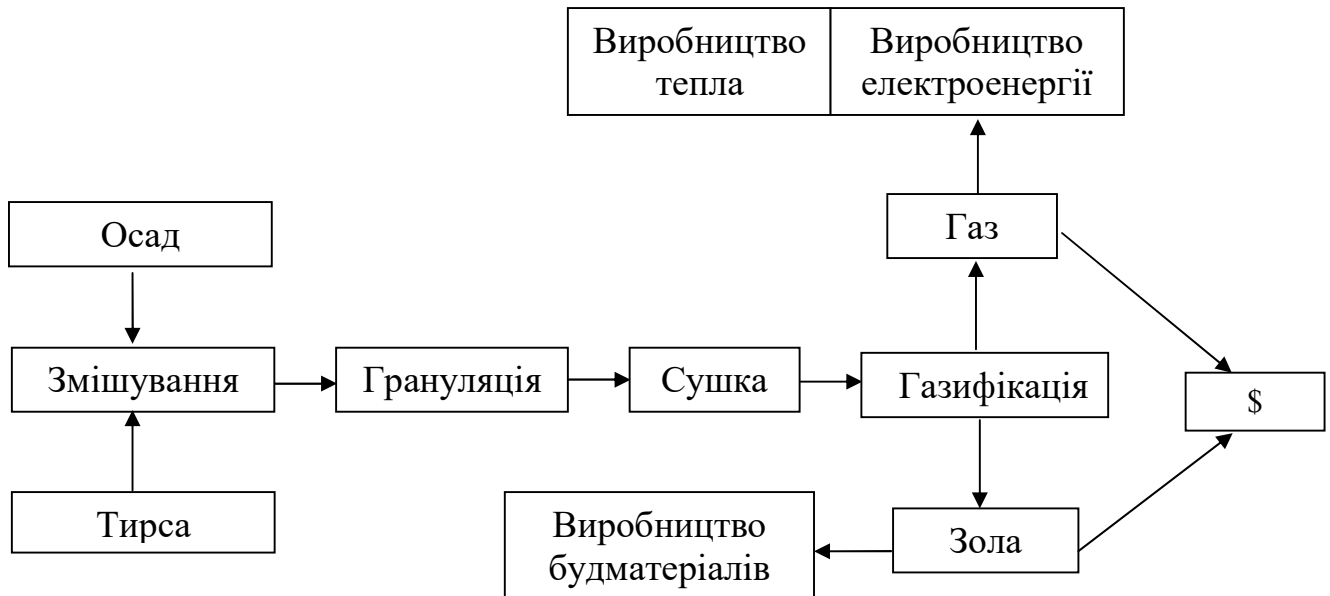 Виробництво
тепла
Виробництво
електроенергії
Осад
Газ
Змішування
Грануляція
Сушка
Газифікація
$
Тирса
Виробництво
будматеріалів
Зола